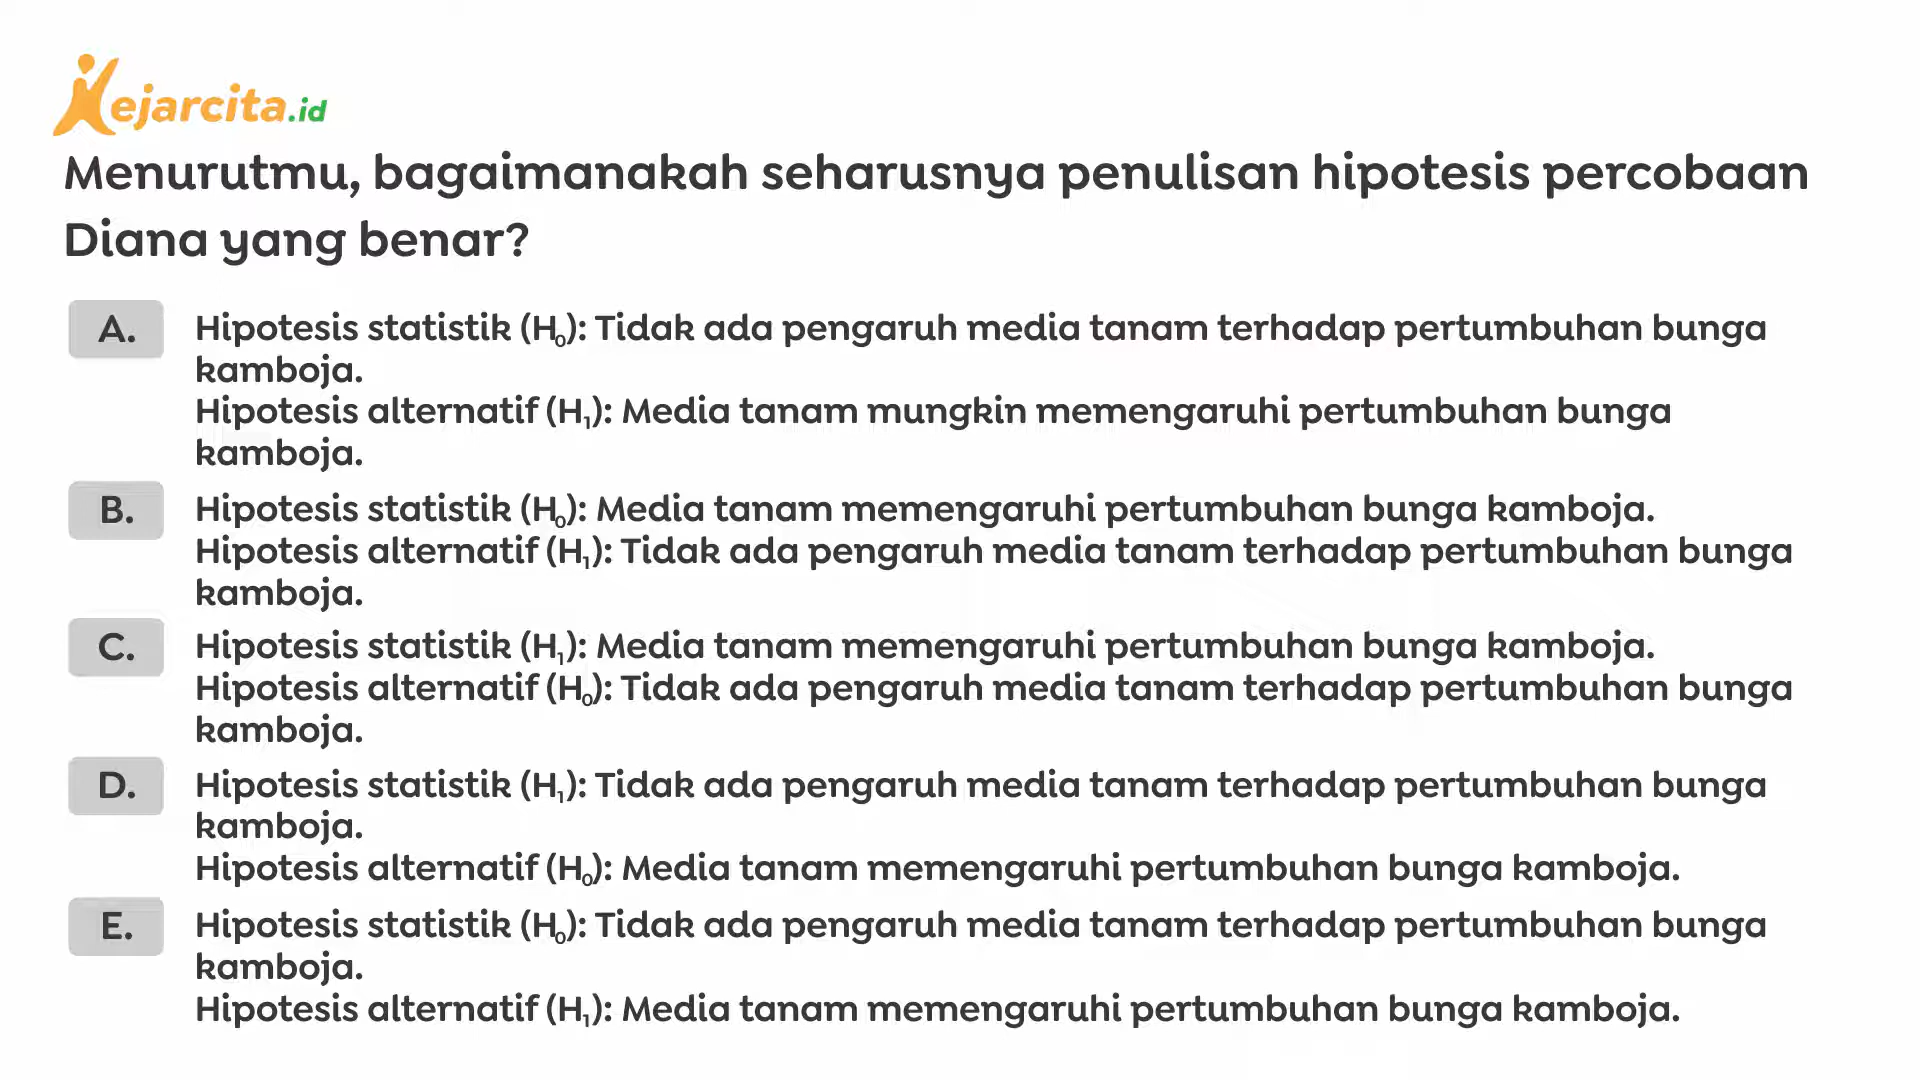 Kejarcita.id
Menurutmu, bagaimanakah seharusnya penulisan hipotesis percobaan
Diana yang benar?
A. Hipotesis statistik (H₀): Tidak ada pengaruh media tanam terhadap pertumbuhan bunga
kamboja.
Hipotesis alternatif (H₁): Media tanam mungkin memengaruhi pertumbuhan bunga
kamboja.
B. Hipotesis statistik (H₀): Media tanam memengaruhi pertumbuhan bunga kamboja.
Hipotesis alternatif (H₁): Tidak ada pengaruh media tanam terhadap pertumbuhan bunga
kamboja.
C. Hipotesis statistik (H₁): Media tanam memengaruhi pertumbuhan bunga kamboja.
Hipotesis alternatif (H₀): Tidak ada pengaruh media tanam terhadap pertumbuhan bunga
kamboja.
D. Hipotesis statistik (H₁): Tidak ada pengaruh media tanam terhadap pertumbuhan bunga
kamboja.
Hipotesis alternatif (H₀): Media tanam memengaruhi pertumbuhan bunga kamboja.
E. Hipotesis statistik (H₀): Tidak ada pengaruh media tanam terhadap pertumbuhan bunga
kamboja.
Hipotesis alternatif (H₁): Media tanam memengaruhi pertumbuhan bunga kamboja.